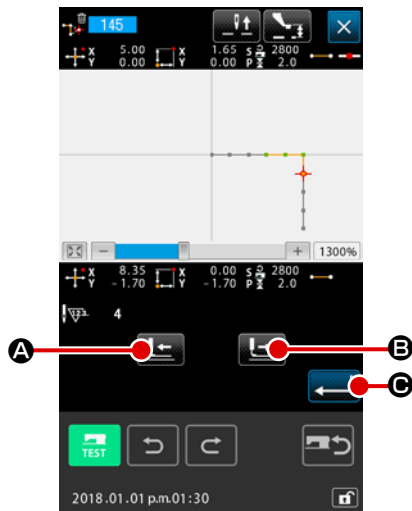 145
X 5.00 X 1.65 S 2800
Y 0.00 Y 0.00 P 2.0
− + 1300%
X 8.35 X 0.00 S 2800
Y -1.70 Y -1.70 P 2.0
123 4
A B
C
TEST
2018.01.01 p.m.01:30